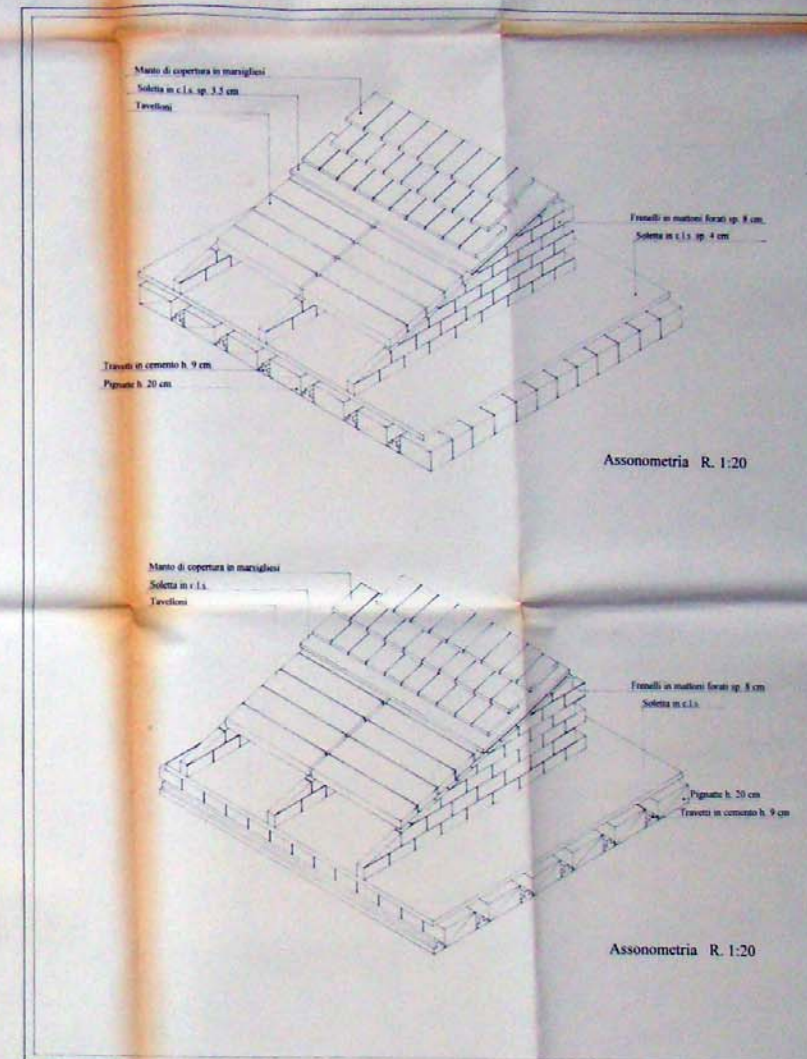 Manto di copertura in marsigliesi
Soletta in c.l.s. sp. 3.5 cm
Tavelloni
Frenelli in mattoni forati sp. 8 cm
Soletta in c.l.s. sp. 4 cm
Travetti in cemento h. 9 cm
Pignatte h. 20 cm
Assonometria R. 1:20
Manto di copertura in marsigliesi
Soletta in c.l.s.
Tavelloni
Frenelli in mattoni forati sp. 8 cm
Soletta in c.l.s.
Pignatte h. 20 cm
Travetti in cemento h. 9 cm
Assonometria R. 1:20